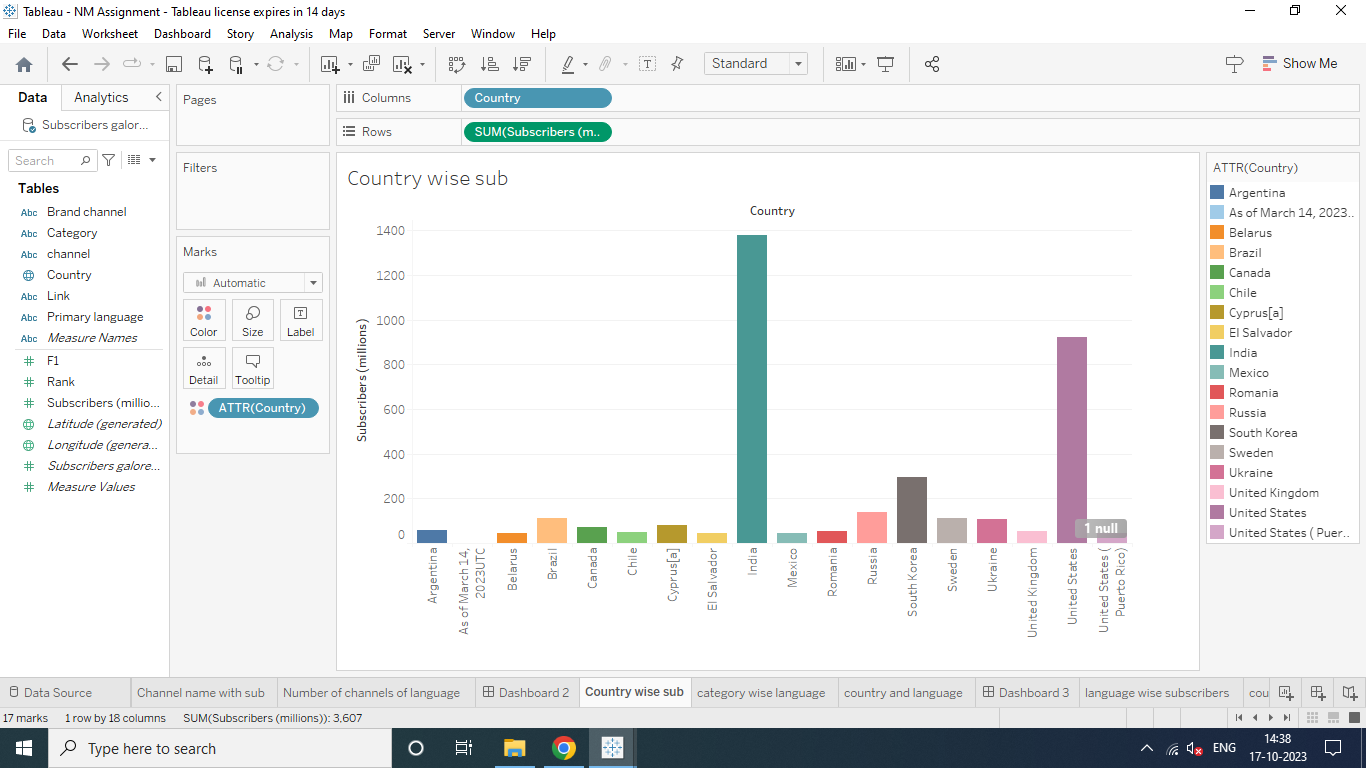 Tableau - NM Assignment - Tableau license expires in 14 days
File Data Worksheet Dashboard Story Analysis Map Format Server Window Help
Standard
Show Me
Data Analytics
Subscribers galor...
Search
Tables
Abc Brand channel
Abc Category
Abc channel
Country
Abc Link
Abc Primary language
Abc Measure Names
# F1
# Rank
# Subscribers (millio...
Latitude (generated)
Longitude (genera...
# Subscribers galore...
# Measure Values
Pages
Filters
Marks
Automatic
Color Size Label
Detail Tooltip
ATTR(Country)
Columns Country
Rows SUM(Subscribers (m..
Country wise sub
Country
Subscribers (millions)
1400
1200
1000
800
600
400
200
0
1 null
Argentina
As of March 14,
2023UTC
Belarus
Brazil
Canada
Chile
Cyprus[a]
El Salvador
India
Mexico
Romania
Russia
South Korea
Sweden
Ukraine
United Kingdom
United States
United States (
Puerto Rico)
ATTR(Country)
Argentina
As of March 14, 2023..
Belarus
Brazil
Canada
Chile
Cyprus[a]
El Salvador
India
Mexico
Romania
Russia
South Korea
Sweden
Ukraine
United Kingdom
United States
United States ( Puer..
Data Source Channel name with sub Number of channels of language Dashboard 2 Country wise sub category wise language country and language Dashboard 3 language wise subscribers cou
17 marks 1 row by 18 columns SUM(Subscribers (millions)): 3,607
Type here to search
ENG
14:38
17-10-2023